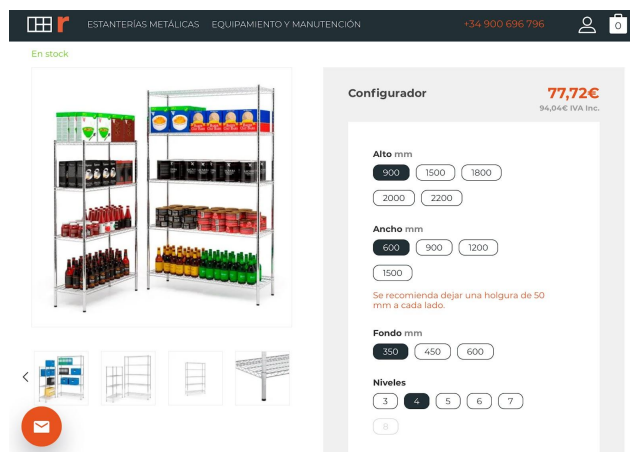 r
ESTANTERÍAS METÁLICAS EQUIPAMIENTO Y MANUTENCIÓN +34 900 696 796 0
En stock
Configurador 77,72€
94,04€ IVA Inc.
Alto mm
900 1500 1800
2000 2200
Ancho mm
600 900 1200
1500
Se recomienda dejar una holgura de 50
mm a cada lado.
Fondo mm
350 450 600
Niveles
3 4 5 6 7
8